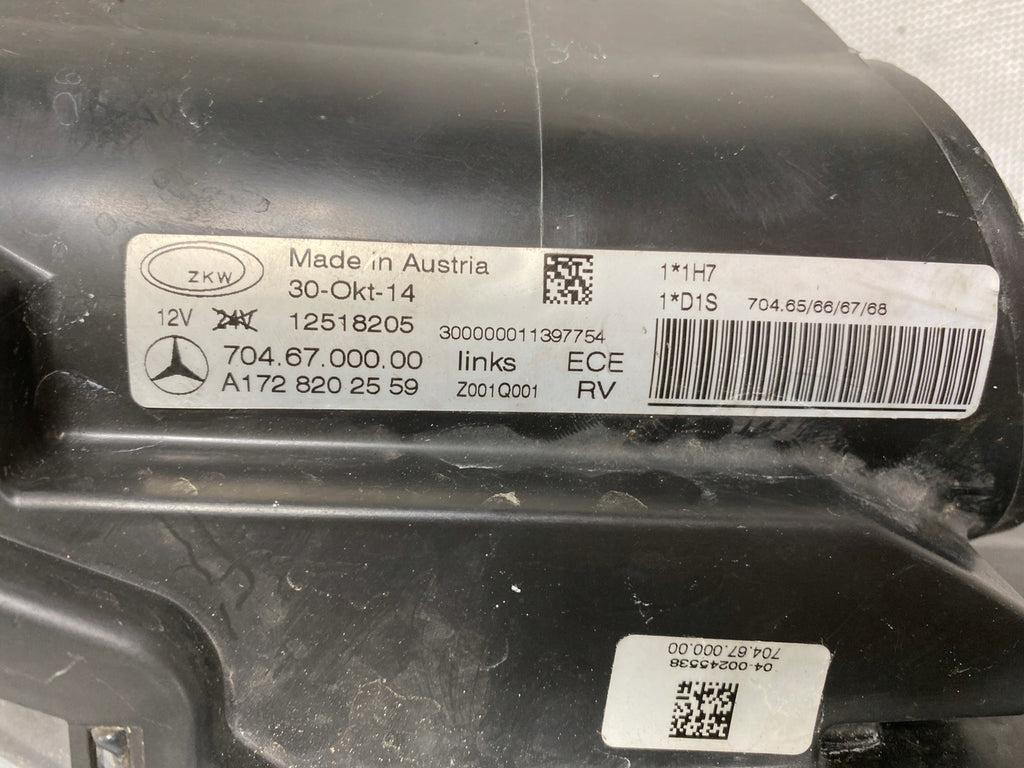 ZKW
Made in Austria
30-Okt-14
12V 24V 12518205
300000011397754
704.67.000.00 links ECE
A172 820 25 59 Z001Q001 RV
1*1H7
1*D1S 704.65/66/67/68
04-00245538
704.67.000.00